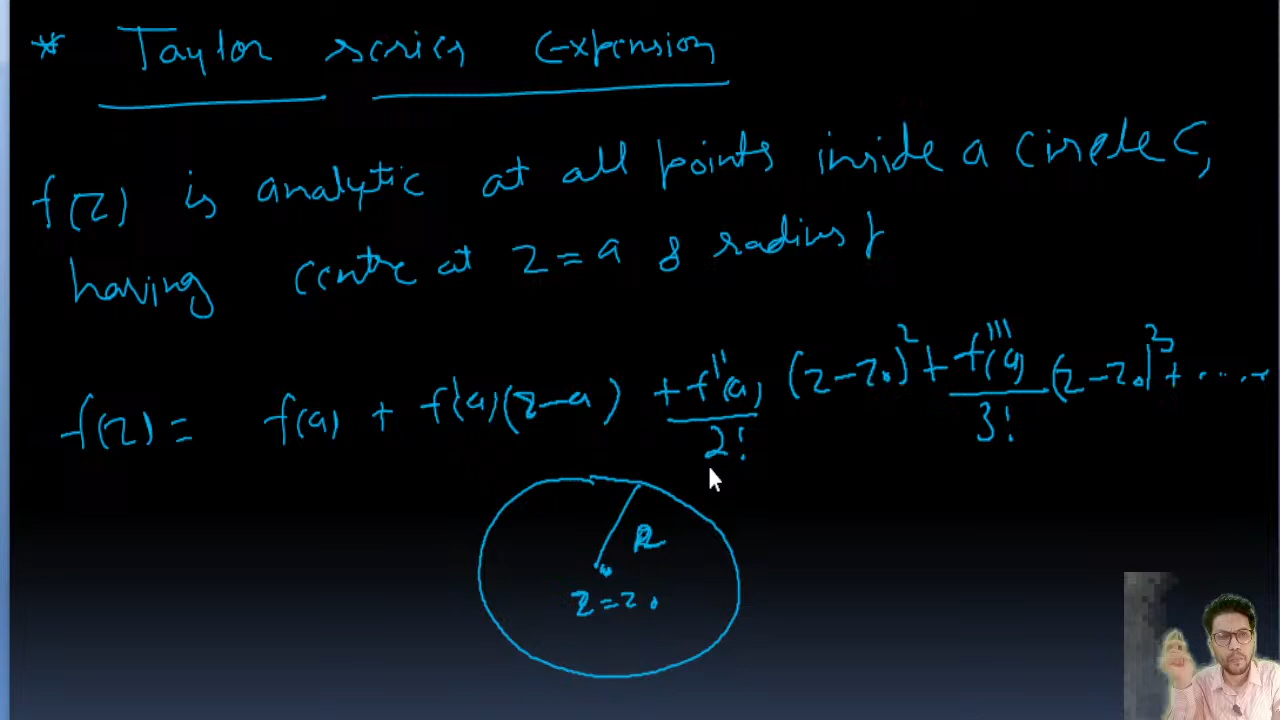 * Taylor series Expansion
f(z) is analytic at all points inside a circle C,
having centre at z = a & radius r
f(z) = f(a) + f'(a)(z-a) + f''(a)/2! (z-z₀)² + f'''(a)/3! (z-z₀)³ + .....
R
z=z₀